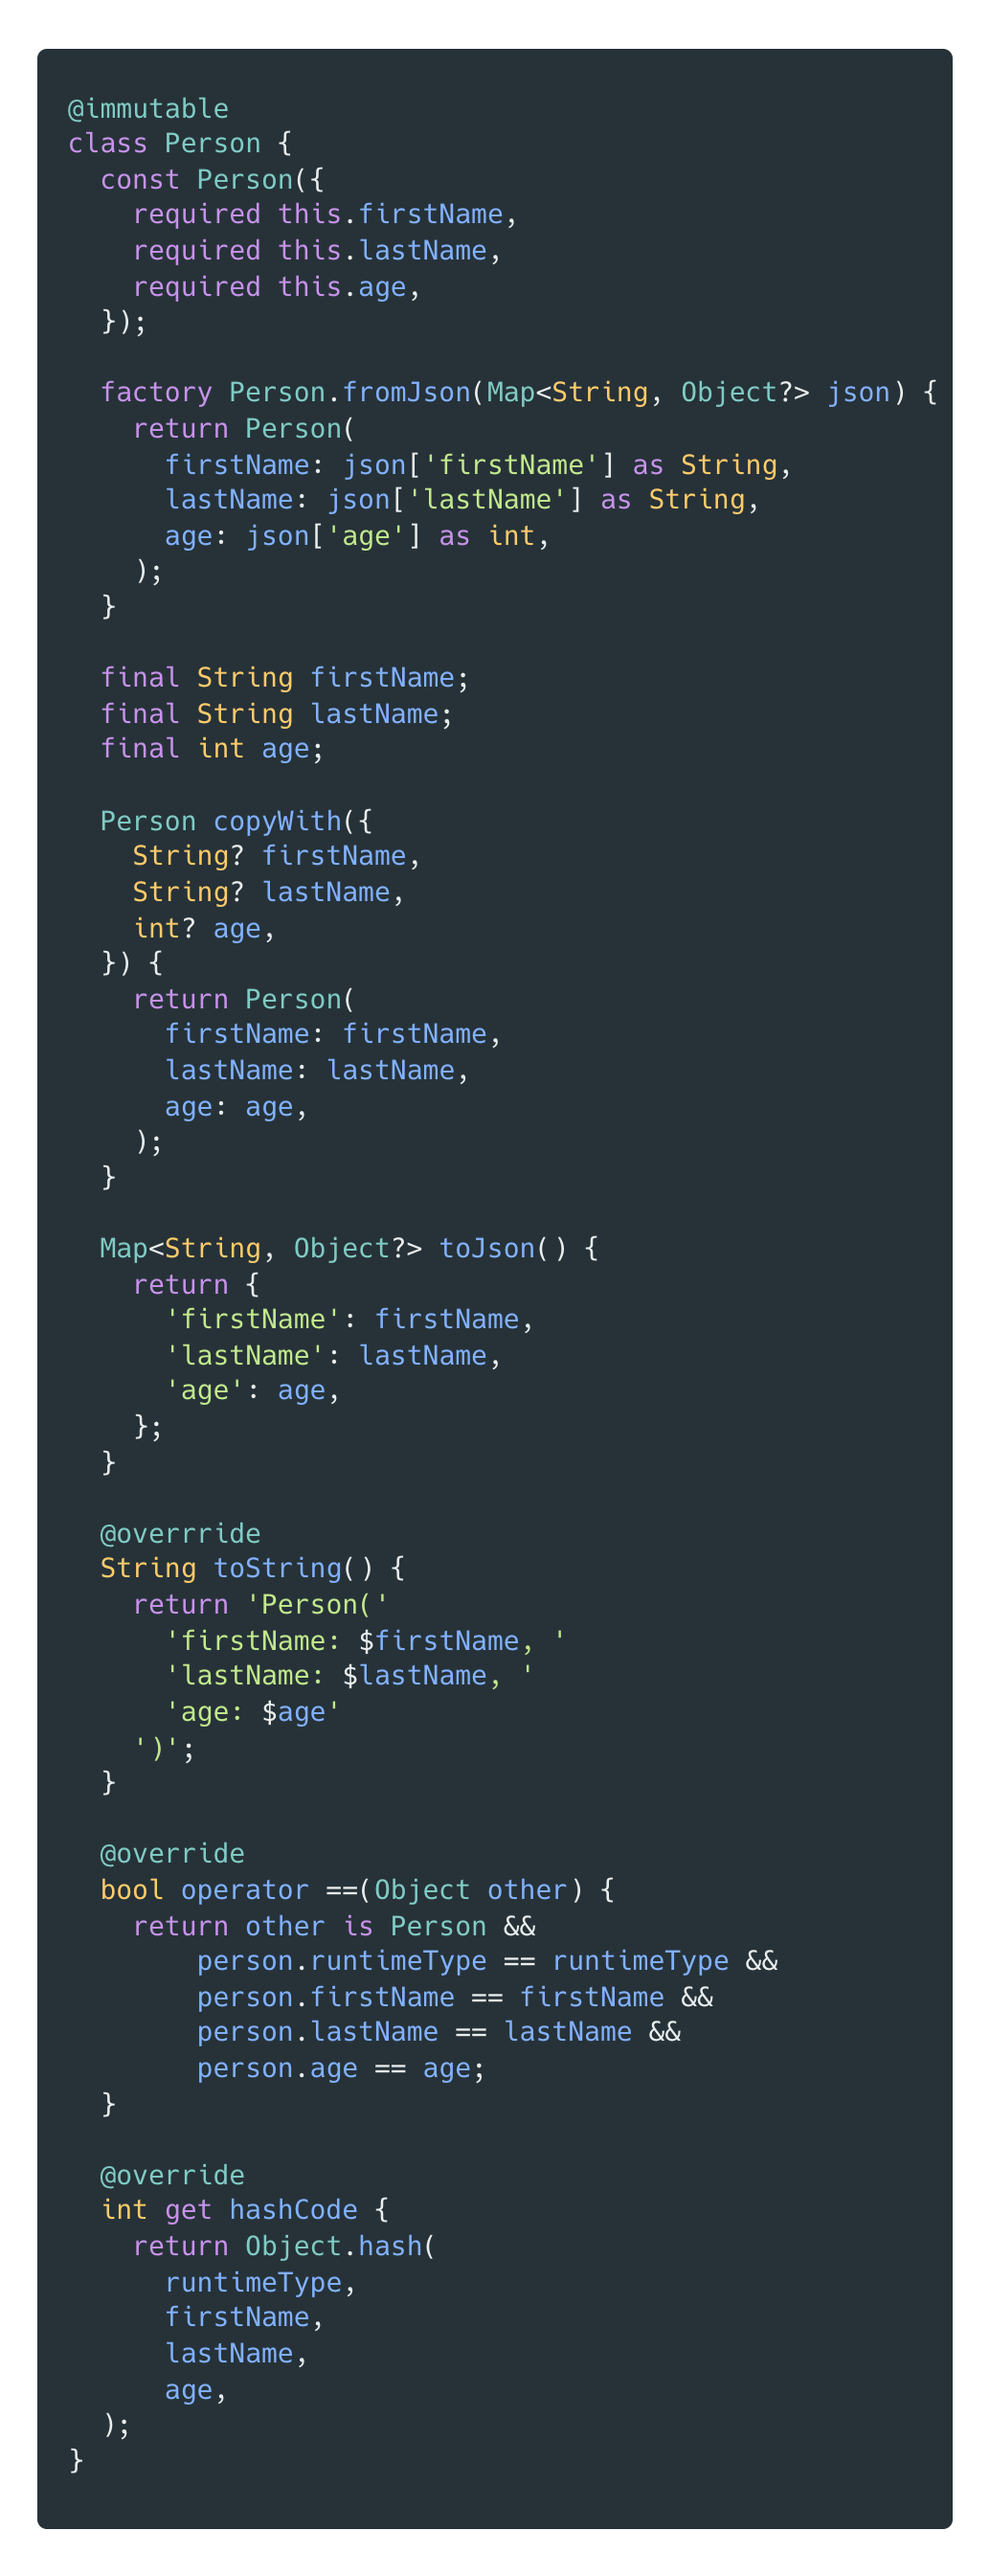 @immutable
class Person {
  const Person({
    required this.firstName,
    required this.lastName,
    required this.age,
  });

  factory Person.fromJson(Map<String, Object?> json) {
    return Person(
      firstName: json['firstName'] as String,
      lastName: json['lastName'] as String,
      age: json['age'] as int,
    );
  }

  final String firstName;
  final String lastName;
  final int age;

  Person copyWith({
    String? firstName,
    String? lastName,
    int? age,
  }) {
    return Person(
      firstName: firstName,
      lastName: lastName,
      age: age,
    );
  }

  Map<String, Object?> toJson() {
    return {
      'firstName': firstName,
      'lastName': lastName,
      'age': age,
    };
  }

  @overrride
  String toString() {
    return 'Person('
      'firstName: $firstName, '
      'lastName: $lastName, '
      'age: $age'
    ')';
  }

  @override
  bool operator ==(Object other) {
    return other is Person &&
        person.runtimeType == runtimeType &&
        person.firstName == firstName &&
        person.lastName == lastName &&
        person.age == age;
  }

  @override
  int get hashCode {
    return Object.hash(
      runtimeType,
      firstName,
      lastName,
      age,
  );
}